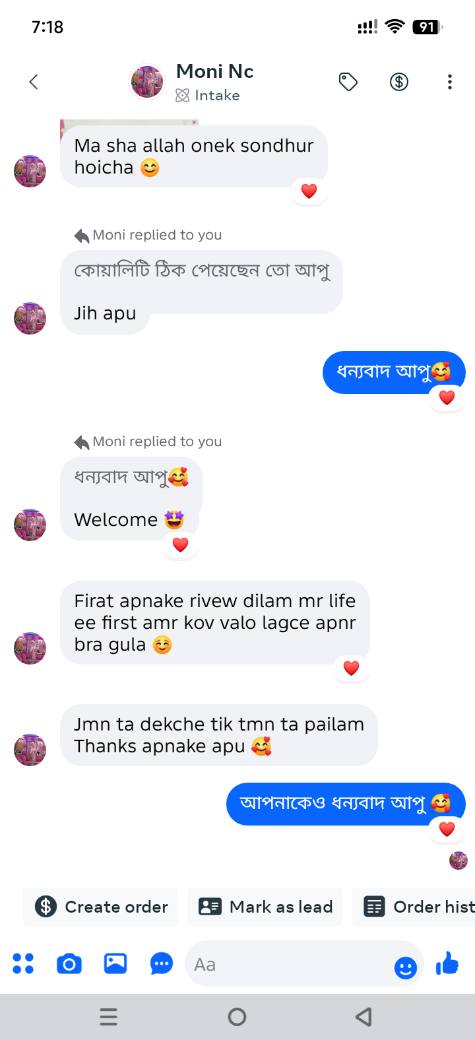 7:18
91
Moni Nc
Intake
Ma sha allah onek sondhur
hoicha 😊
Moni replied to you
কোয়ালিটি ঠিক পেয়েছেন তো আপু
Jih apu
ধন্যবাদ আপু🥰
Moni replied to you
ধন্যবাদ আপু🥰
Welcome 🤩
Firat apnake rivew dilam mr life
ee first amr kov valo lagce apnr
bra gula ☺️
Jmn ta dekche tik tmn ta pailam
Thanks apnake apu 🥰
আপনাকেও ধন্যবাদ আপু 🥰
Create order
Mark as lead
Order hist
Aa